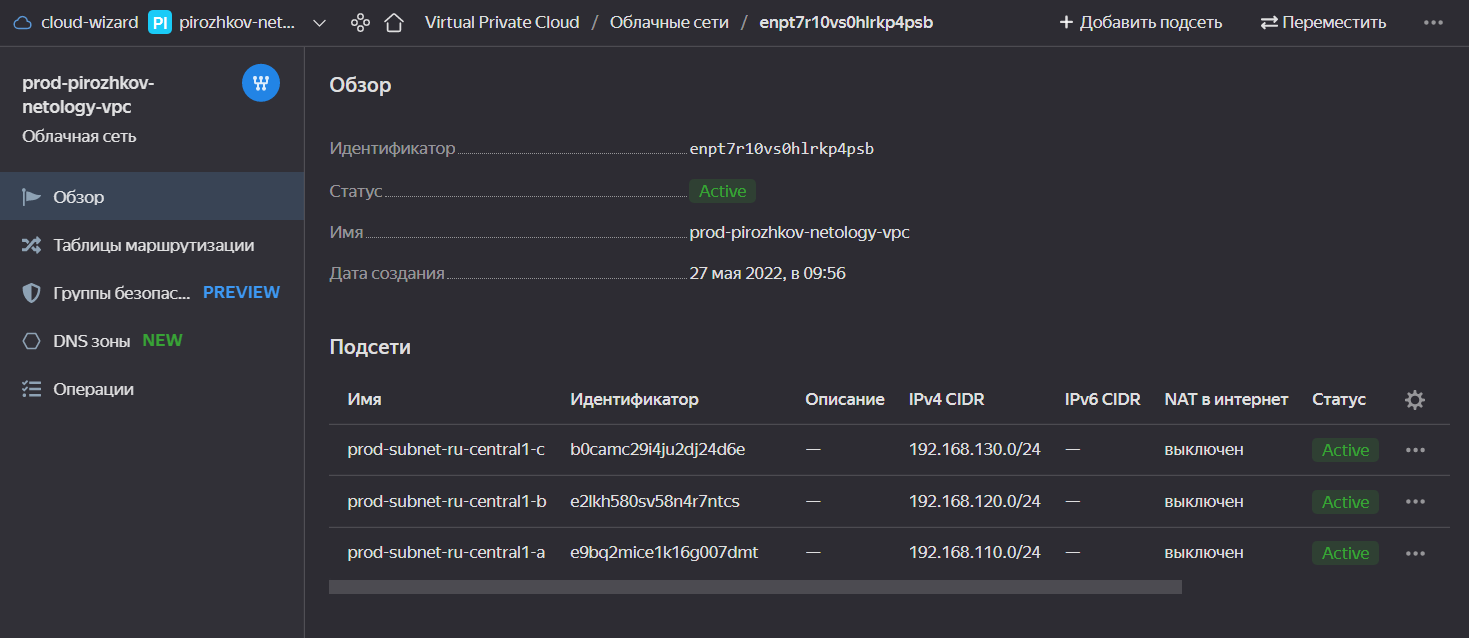 cloud-wizard PI pirozhkov-net... Virtual Private Cloud / Облачные сети / enpt7r10vs0hlrkp4psb + Добавить подсеть Переместить ...
prod-pirozhkov-
netology-vpc
Облачная сеть
Обзор
Таблицы маршрутизации
Группы безопас... PREVIEW
DNS зоны NEW
Операции
Обзор
Идентификатор enpt7r10vs0hlrkp4psb
Статус Active
Имя prod-pirozhkov-netology-vpc
Дата создания 27 мая 2022, в 09:56
Подсети
Имя Идентификатор Описание IPv4 CIDR IPv6 CIDR NAT в интернет Статус
prod-subnet-ru-central1-c b0camc29i4ju2dj24d6e — 192.168.130.0/24 — выключен Active ...
prod-subnet-ru-central1-b e2lkh580sv58n4r7ntcs — 192.168.120.0/24 — выключен Active ...
prod-subnet-ru-central1-a e9bq2mice1k16g007dmt — 192.168.110.0/24 — выключен Active ...